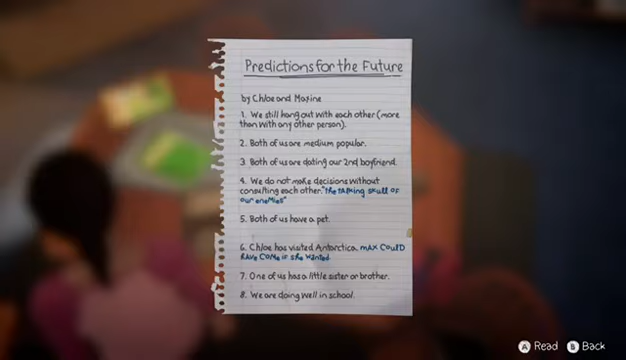 Predictions for the Future
by Chloe and Maxine
1. We still hang out with each other (more
than with any other person).
2. Both of us are medium popular.
3. Both of us are dating our 2nd boyfriend.
4. We do not make decisions without
consulting each other. "the talking skull of
our enemies"
5. Both of us have a pet.
6. Chloe has visited Antarctica. mAX COULD
HAVE COMe if sHe WANTeD.
7. One of us has a little sister or brother.
8. We are doing well in school.
A Read B Back